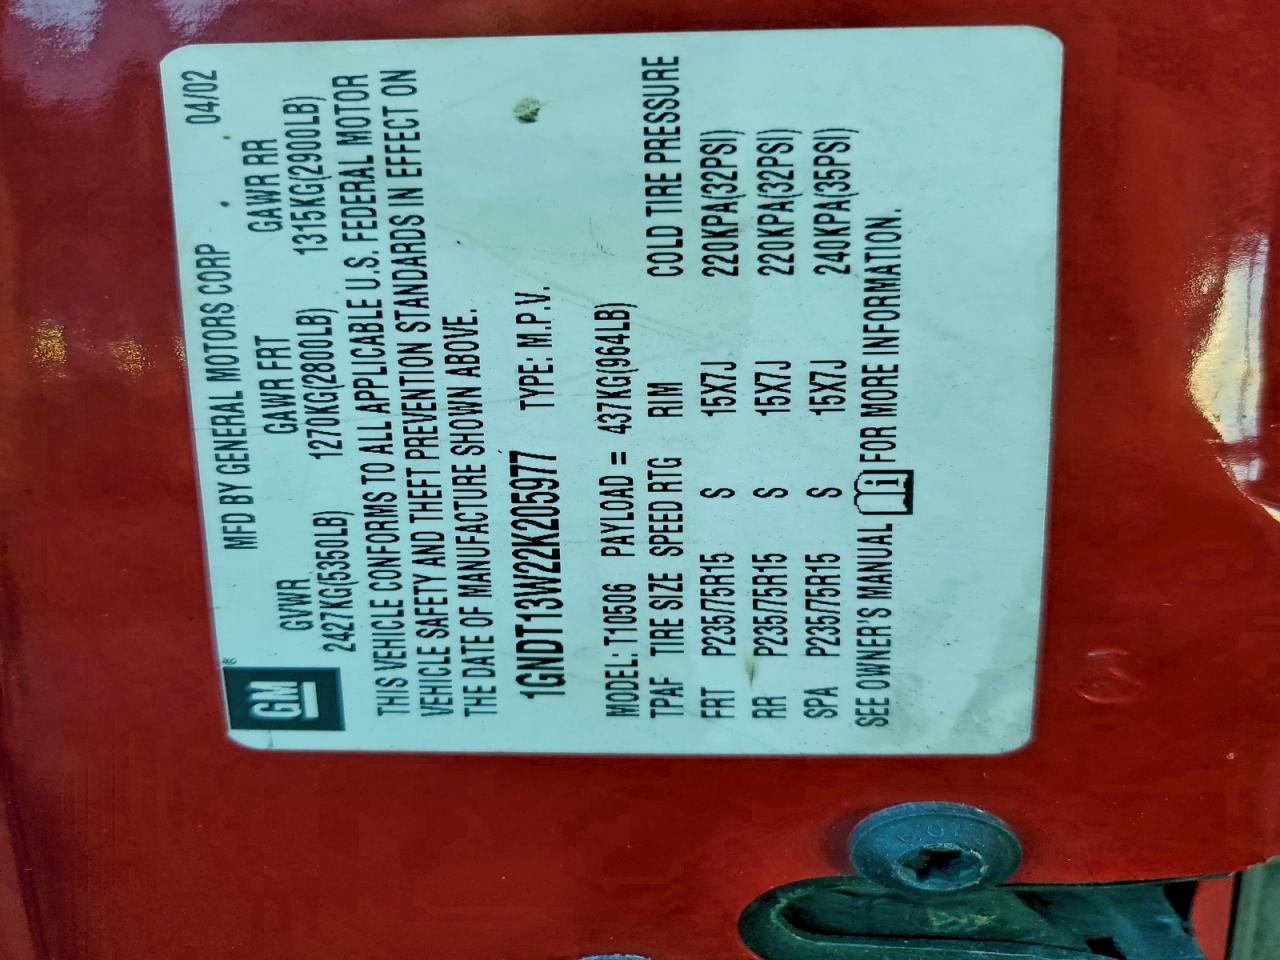 GM®
MFD BY GENERAL MOTORS CORP 04/02
GVWR GAWR FRT GAWR RR
2427KG(5350LB) 1270KG(2800LB) 1315KG(2900LB)
THIS VEHICLE CONFORMS TO ALL APPLICABLE U.S. FEDERAL MOTOR
VEHICLE SAFETY AND THEFT PREVENTION STANDARDS IN EFFECT ON
THE DATE OF MANUFACTURE SHOWN ABOVE.
1GNDT13W22K205977 TYPE: M.P.V.
MODEL: T10506 PAYLOAD = 437KG(964LB)
TPAF TIRE SIZE SPEED RTG RIM COLD TIRE PRESSURE
FRT P235/75R15 S 15X7J 220KPA(32PSI)
RR P235/75R15 S 15X7J 220KPA(32PSI)
SPA P235/75R15 S 15X7J 240KPA(35PSI)
SEE OWNER'S MANUAL i FOR MORE INFORMATION.